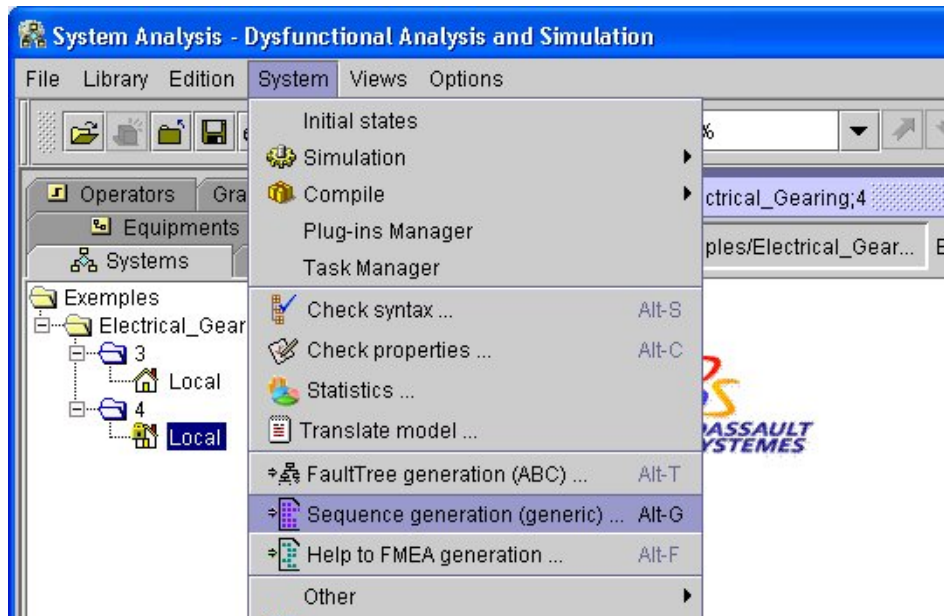 System Analysis - Dysfunctional Analysis and Simulation
File Library Edition System Views Options
Initial states
%
Simulation
Operators Gra
Compile
ctrical_Gearing;4
Equipments
Plug-ins Manager
Systems
Task Manager
ples/Electrical_Gear... E
Exemples
Check syntax ... Alt-S
Electrical_Gear
3
Check properties ... Alt-C
Local
Statistics ...
4
Local
Translate model ...
ASSAULT
YSTEMES
FaultTree generation (ABC) ... Alt-T
Sequence generation (generic) ... Alt-G
Help to FMEA generation ... Alt-F
Other